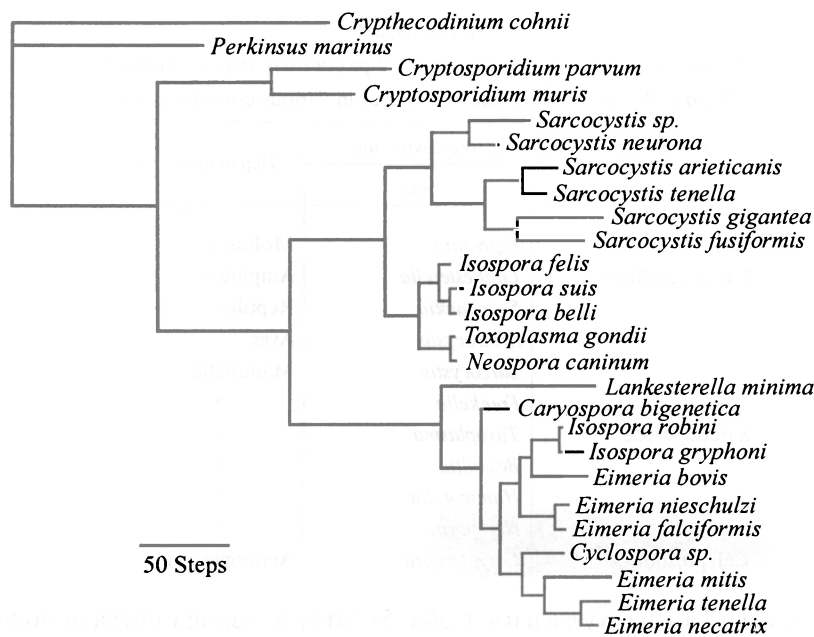 Crypthecodinium cohnii
Perkinsus marinus
Cryptosporidium parvum
Cryptosporidium muris
Sarcocystis sp.
Sarcocystis neurona
Sarcocystis arieticanis
Sarcocystis tenella
Sarcocystis gigantea
Sarcocystis fusiformis
Isospora felis
Isospora suis
Isospora belli
Toxoplasma gondii
Neospora caninum
Lankesterella minima
Caryospora bigenetica
Isospora robini
Isospora gryphoni
Eimeria bovis
Eimeria nieschulzi
Eimeria falciformis
Cyclospora sp.
Eimeria mitis
Eimeria tenella
Eimeria necatrix
50 Steps